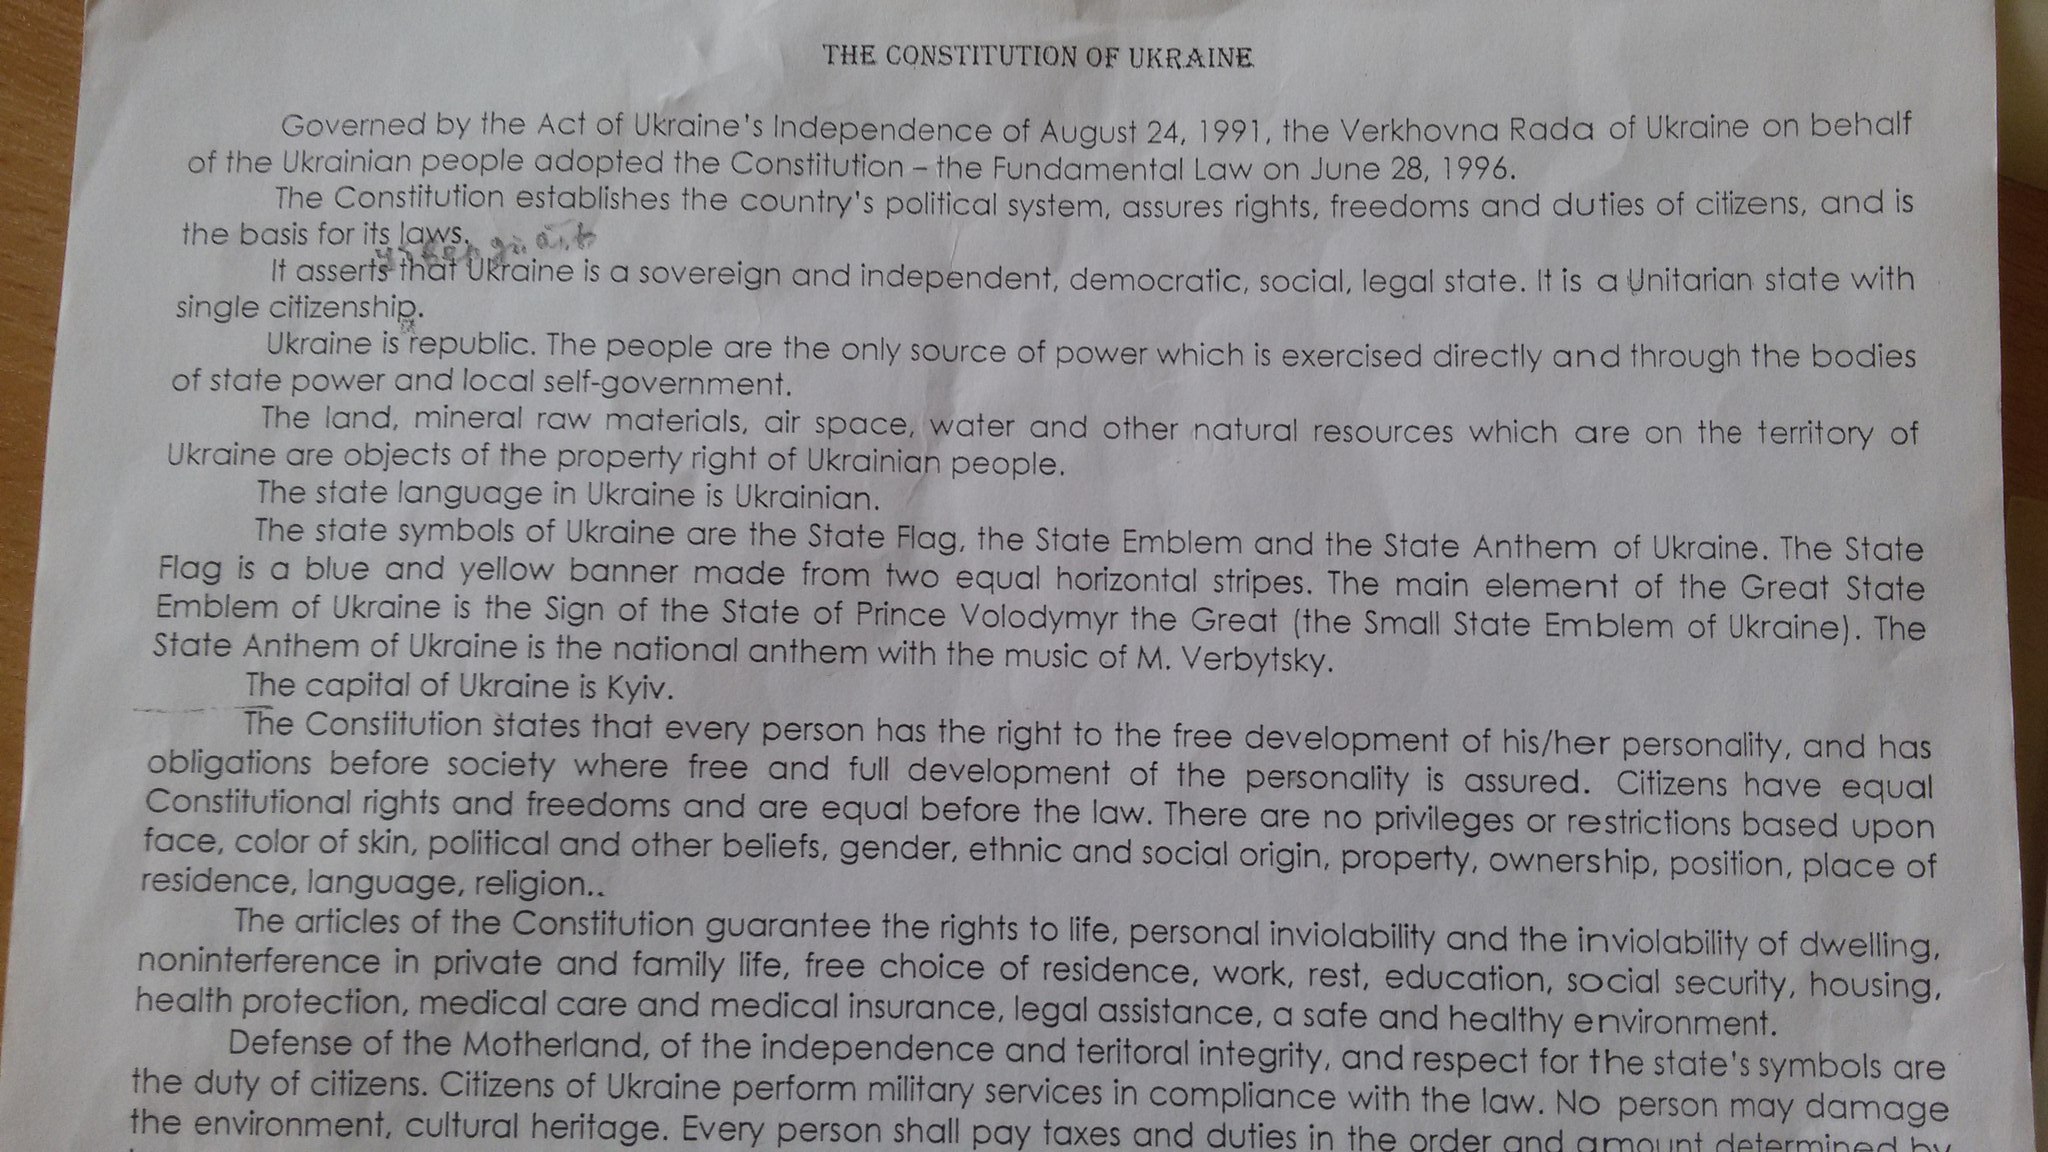 THE CONSTITUTION OF UKRAINE
Governed by the Act of Ukraine's Independence of August 24, 1991, the Verkhovna Rada of Ukraine on behalf
of the Ukrainian people adopted the Constitution – the Fundamental Law on June 28, 1996.
The Constitution establishes the country's political system, assures rights, freedoms and duties of citizens, and is
the basis for its laws.
It asserts that Ukraine is a sovereign and independent, democratic, social, legal state. It is a Unitarian state with
single citizenship.
Ukraine is republic. The people are the only source of power which is exercised directly and through the bodies
of state power and local self-government.
The land, mineral raw materials, air space, water and other natural resources which are on the territory of
Ukraine are objects of the property right of Ukrainian people.
The state language in Ukraine is Ukrainian.
The state symbols of Ukraine are the State Flag, the State Emblem and the State Anthem of Ukraine. The State
Flag is a blue and yellow banner made from two equal horizontal stripes. The main element of the Great State
Emblem of Ukraine is the Sign of the State of Prince Volodymyr the Great (the Small State Emblem of Ukraine). The
State Anthem of Ukraine is the national anthem with the music of M. Verbytsky.
The capital of Ukraine is Kyiv.
The Constitution states that every person has the right to the free development of his/her personality, and has
obligations before society where free and full development of the personality is assured. Citizens have equal
Constitutional rights and freedoms and are equal before the law. There are no privileges or restrictions based upon
face, color of skin, political and other beliefs, gender, ethnic and social origin, property, ownership, position, place of
residence, language, religion..
The articles of the Constitution guarantee the rights to life, personal inviolability and the inviolability of dwelling,
noninterference in private and family life, free choice of residence, work, rest, education, social security, housing,
health protection, medical care and medical insurance, legal assistance, a safe and healthy environment.
Defense of the Motherland, of the independence and teritoral integrity, and respect for the state's symbols are
the duty of citizens. Citizens of Ukraine perform military services in compliance with the law. No person may damage
the environment, cultural heritage. Every person shall pay taxes and duties in the order and amount determined by